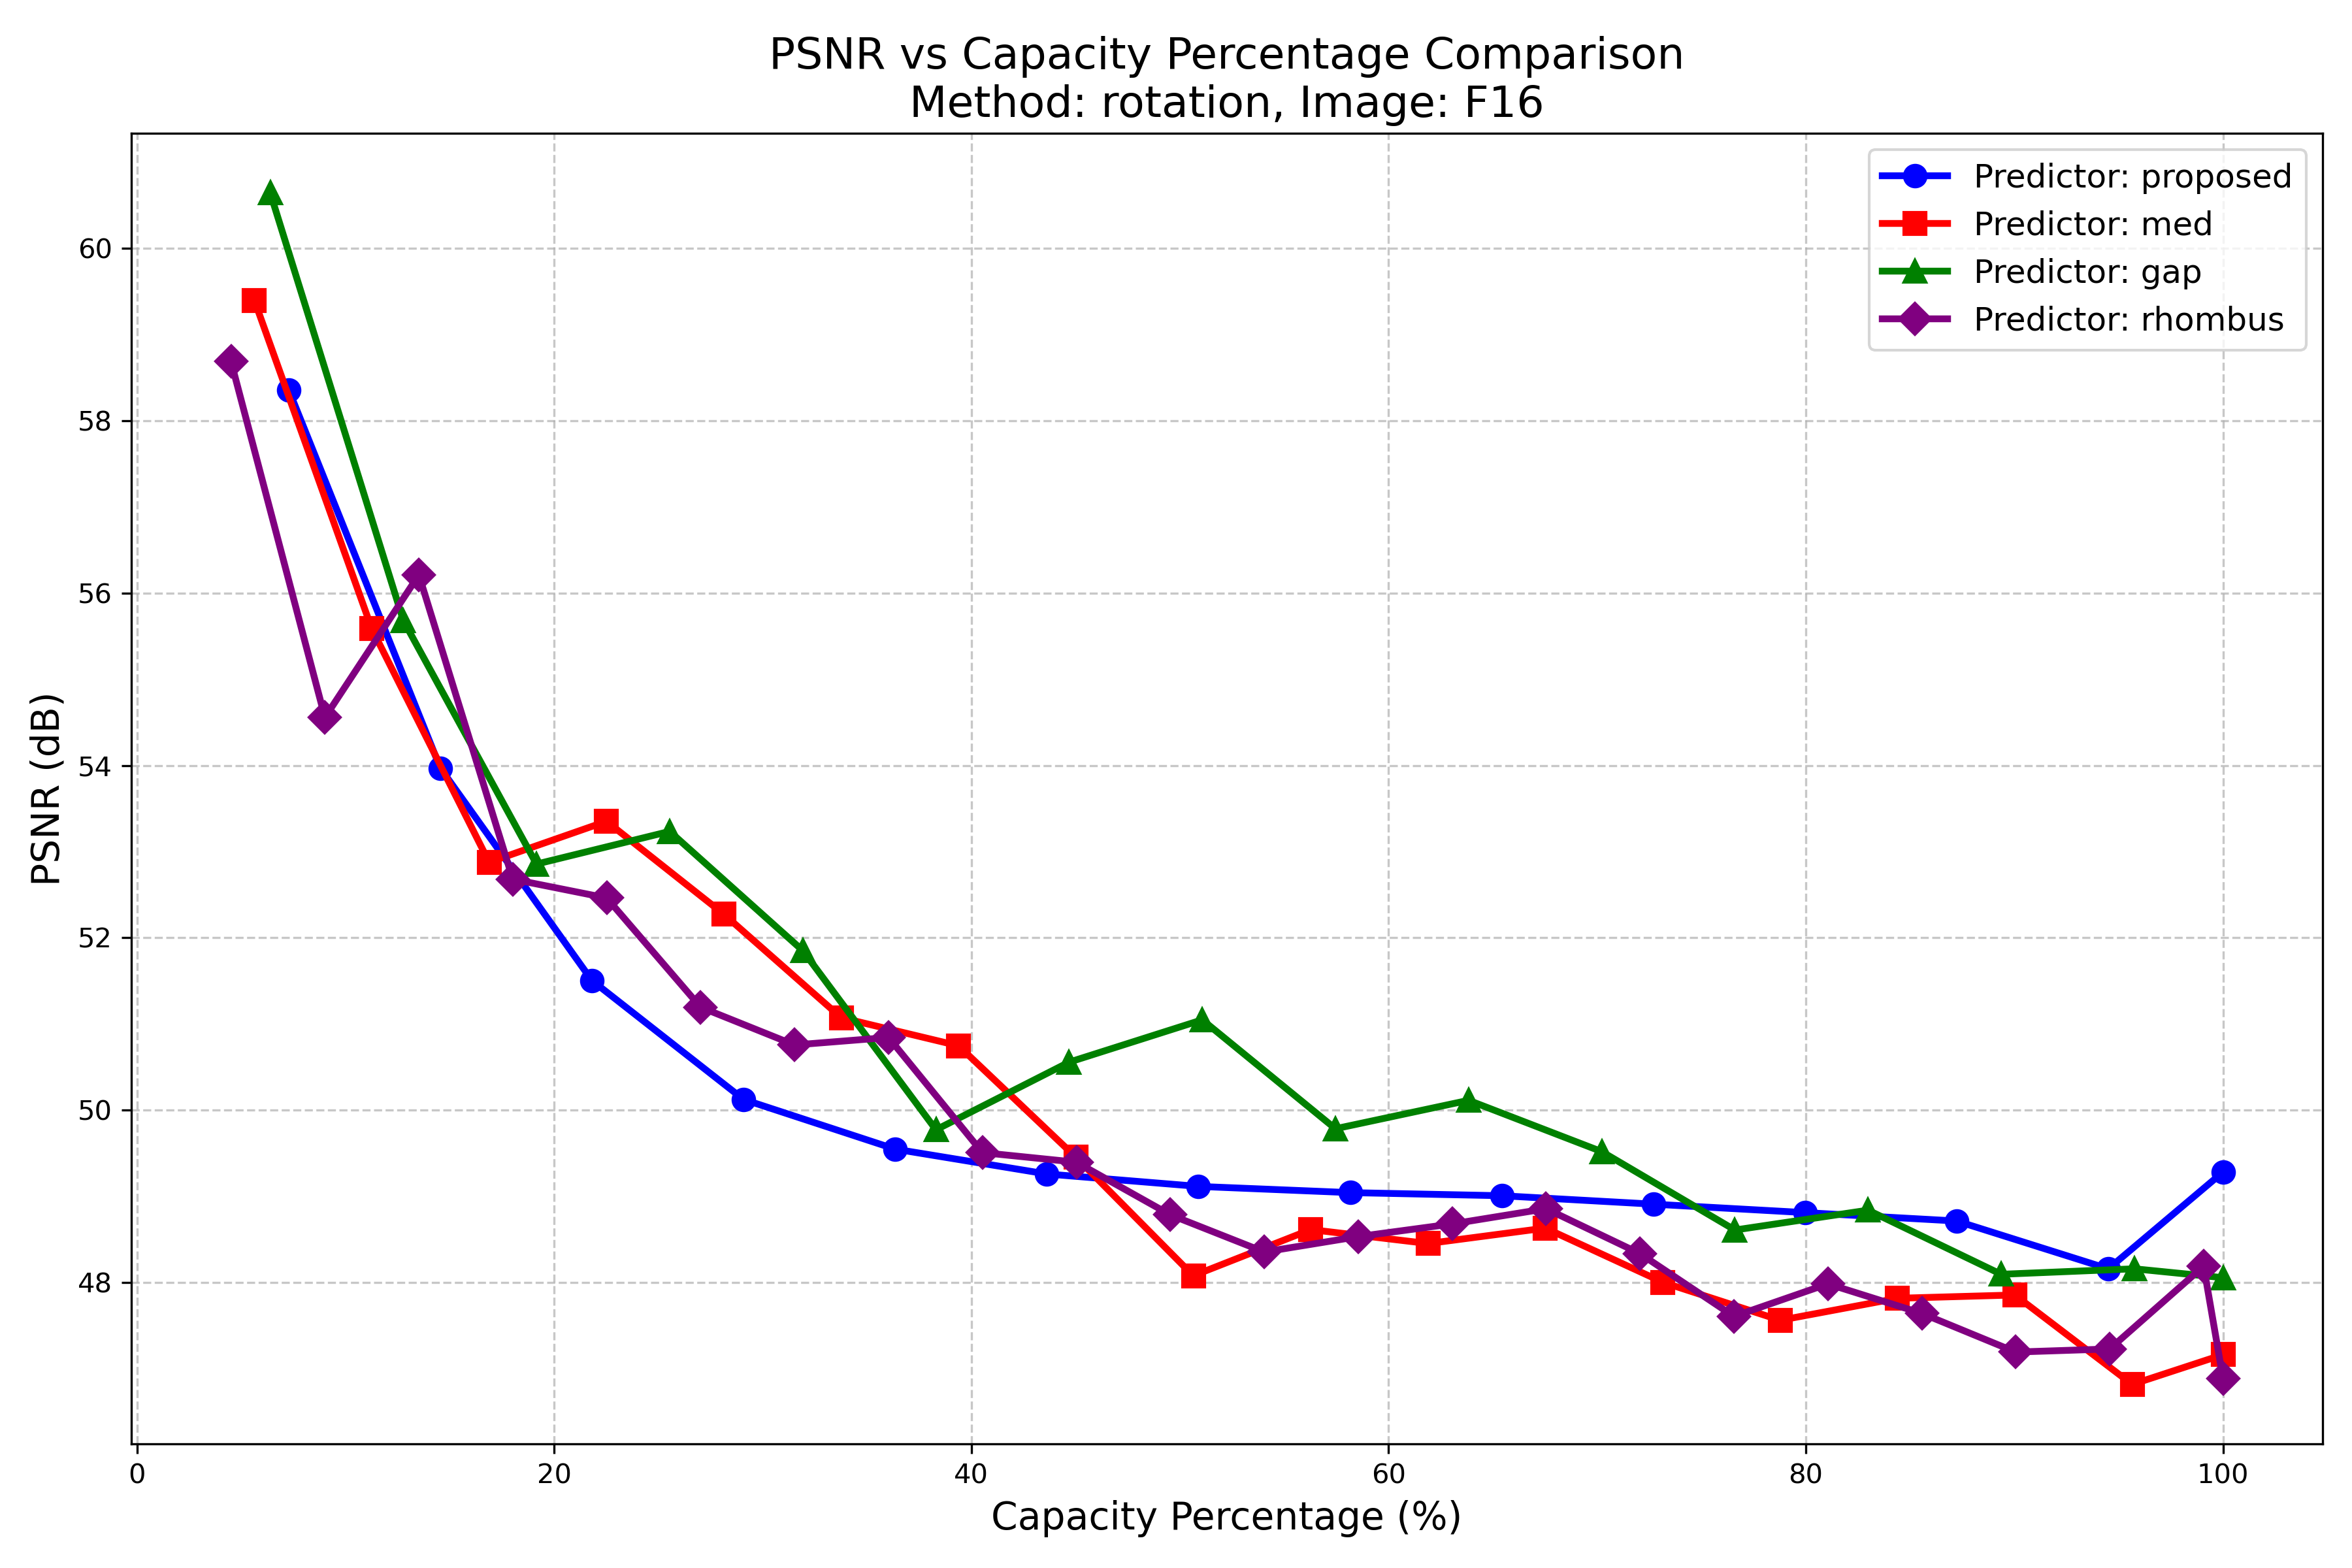 PSNR vs Capacity Percentage Comparison
Method: rotation, Image: F16
Predictor: proposed
Predictor: med
Predictor: gap
Predictor: rhombus
PSNR (dB)
60
58
56
54
52
50
48
0 20 40 60 80 100
Capacity Percentage (%)